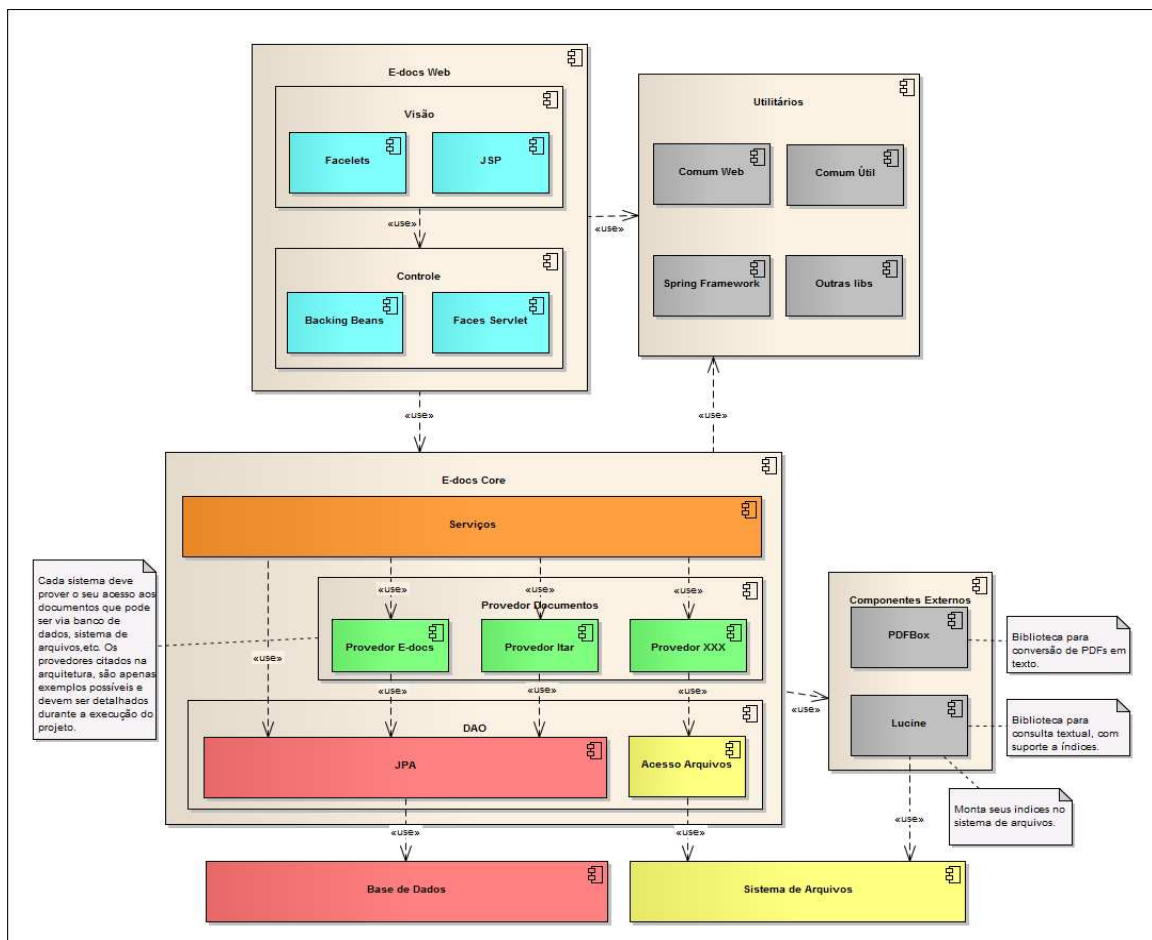 E-docs Web
Visão
Facelets
JSP
«use»
Controle
Backing Beans
Faces Servlet
«use»
Utilitários
Comum Web
Comum Útil
Spring Framework
Outras libs
«use»
«use»
E-docs Core
Serviços
«use»
«use»
«use»
«use»
Provedor Documentos
Provedor E-docs
Provedor Itar
Provedor XXX
«use»
«use»
«use»
DAO
JPA
Acesso Arquivos
«use»
«use»
Base de Dados
Sistema de Arquivos
Cada sistema deve
prover o seu acesso aos
documentos que pode
ser via banco de
dados, sistema de
arquivos,etc. Os
provedores citados na
arquitetura, são apenas
exemplos possíveis e
devem ser detalhados
durante a execução do
projeto.
«use»
Componentes Externos
PDFBox
Lucine
«use»
Biblioteca para
conversão de PDFs em
texto.
Biblioteca para
consulta textual, com
suporte a índices.
Monta seus índices no
sistema de arquivos.